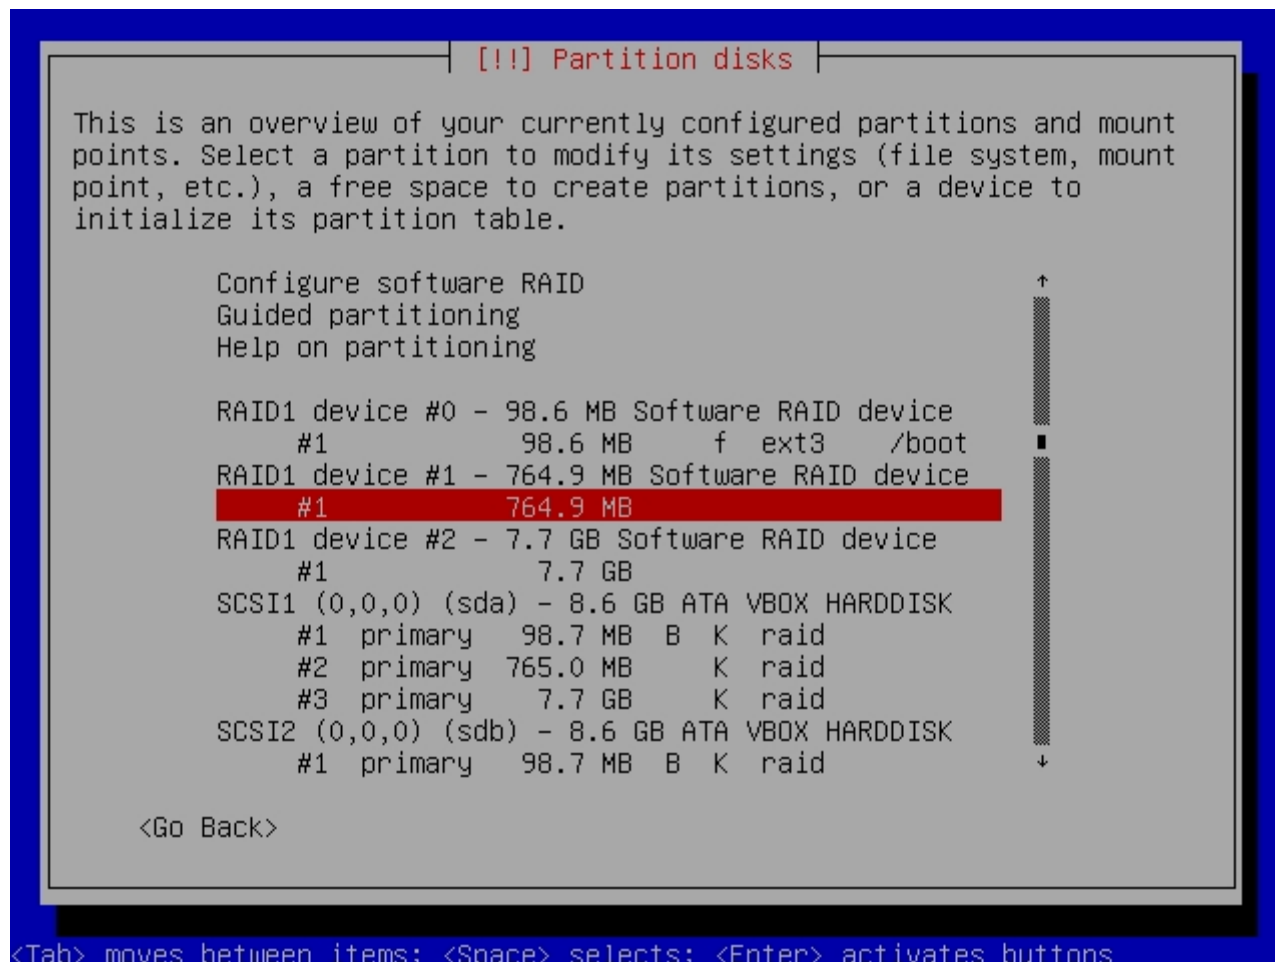 [!!] Partition disks
This is an overview of your currently configured partitions and mount
points. Select a partition to modify its settings (file system, mount
point, etc.), a free space to create partitions, or a device to
initialize its partition table.
Configure software RAID
Guided partitioning
Help on partitioning
RAID1 device #0 - 98.6 MB Software RAID device
#1 98.6 MB f ext3 /boot
RAID1 device #1 - 764.9 MB Software RAID device
#1 764.9 MB
RAID1 device #2 - 7.7 GB Software RAID device
#1 7.7 GB
SCSI1 (0,0,0) (sda) - 8.6 GB ATA VBOX HARDDISK
#1 primary 98.7 MB B K raid
#2 primary 765.0 MB K raid
#3 primary 7.7 GB K raid
SCSI2 (0,0,0) (sdb) - 8.6 GB ATA VBOX HARDDISK
#1 primary 98.7 MB B K raid
<Go Back>
<Tab> moves between items; <Space> selects; <Enter> activates buttons